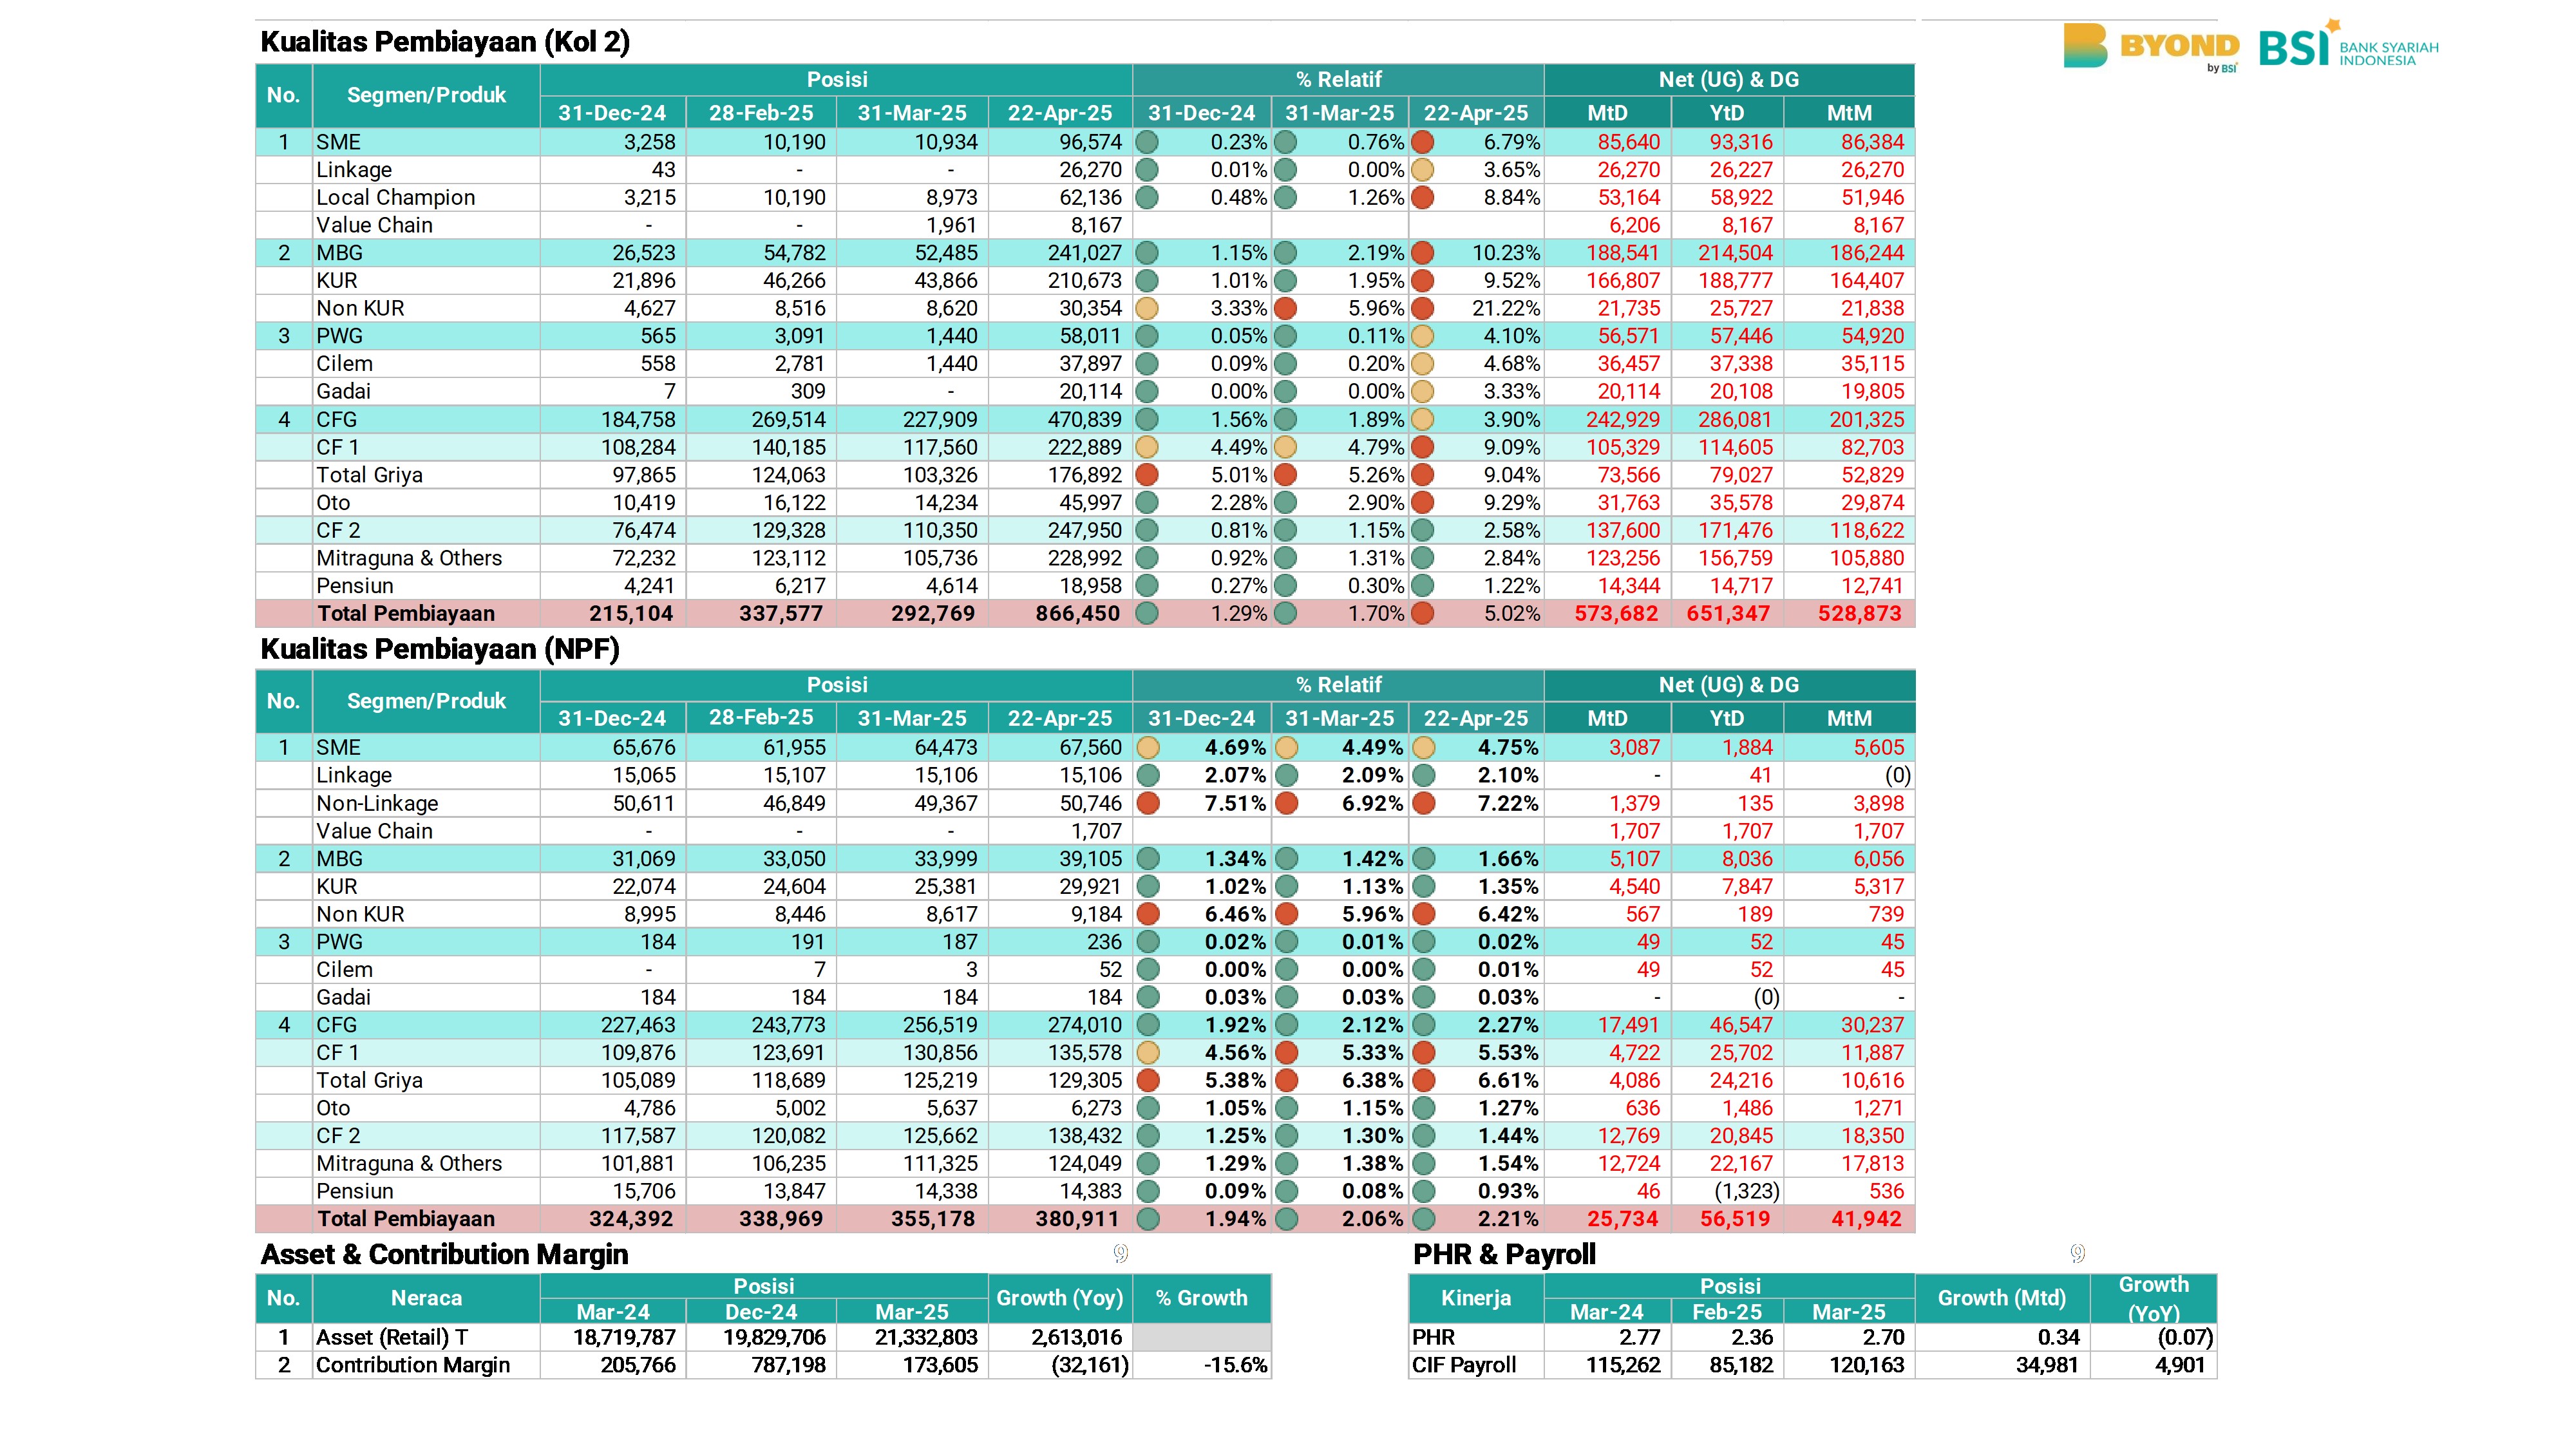 Kualitas Pembiayaan (Kol 2)
BYOND
by BSI
BSI BANK SYARIAH
INDONESIA
No. Segmen/Produk Posisi % Relatif Net (UG) & DG
31-Dec-24 28-Feb-25 31-Mar-25 22-Apr-25 31-Dec-24 31-Mar-25 22-Apr-25 MtD YtD MtM
1 SME 3,258 10,190 10,934 96,574 0.23% 0.76% 6.79% 85,640 93,316 86,384
Linkage 43 - - 26,270 0.01% 0.00% 3.65% 26,270 26,227 26,270
Local Champion 3,215 10,190 8,973 62,136 0.48% 1.26% 8.84% 53,164 58,922 51,946
Value Chain - - 1,961 8,167 6,206 8,167 8,167
2 MBG 26,523 54,782 52,485 241,027 1.15% 2.19% 10.23% 188,541 214,504 186,244
KUR 21,896 46,266 43,866 210,673 1.01% 1.95% 9.52% 166,807 188,777 164,407
Non KUR 4,627 8,516 8,620 30,354 3.33% 5.96% 21.22% 21,735 25,727 21,838
3 PWG 565 3,091 1,440 58,011 0.05% 0.11% 4.10% 56,571 57,446 54,920
Cilem 558 2,781 1,440 37,897 0.09% 0.20% 4.68% 36,457 37,338 35,115
Gadai 7 309 - 20,114 0.00% 0.00% 3.33% 20,114 20,108 19,805
4 CFG 184,758 269,514 227,909 470,839 1.56% 1.89% 3.90% 242,929 286,081 201,325
CF 1 108,284 140,185 117,560 222,889 4.49% 4.79% 9.09% 105,329 114,605 82,703
Total Griya 97,865 124,063 103,326 176,892 5.01% 5.26% 9.04% 73,566 79,027 52,829
Oto 10,419 16,122 14,234 45,997 2.28% 2.90% 9.29% 31,763 35,578 29,874
CF 2 76,474 129,328 110,350 247,950 0.81% 1.15% 2.58% 137,600 171,476 118,622
Mitraguna & Others 72,232 123,112 105,736 228,992 0.92% 1.31% 2.84% 123,256 156,759 105,880
Pensiun 4,241 6,217 4,614 18,958 0.27% 0.30% 1.22% 14,344 14,717 12,741
Total Pembiayaan 215,104 337,577 292,769 866,450 1.29% 1.70% 5.02% 573,682 651,347 528,873
Kualitas Pembiayaan (NPF)
No. Segmen/Produk Posisi % Relatif Net (UG) & DG
31-Dec-24 28-Feb-25 31-Mar-25 22-Apr-25 31-Dec-24 31-Mar-25 22-Apr-25 MtD YtD MtM
1 SME 65,676 61,955 64,473 67,560 4.69% 4.49% 4.75% 3,087 1,884 5,605
Linkage 15,065 15,107 15,106 15,106 2.07% 2.09% 2.10% - 41 (0)
Non-Linkage 50,611 46,849 49,367 50,746 7.51% 6.92% 7.22% 1,379 135 3,898
Value Chain - - - 1,707 1,707 1,707 1,707
2 MBG 31,069 33,050 33,999 39,105 1.34% 1.42% 1.66% 5,107 8,036 6,056
KUR 22,074 24,604 25,381 29,921 1.02% 1.13% 1.35% 4,540 7,847 5,317
Non KUR 8,995 8,446 8,617 9,184 6.46% 5.96% 6.42% 567 189 739
3 PWG 184 191 187 236 0.02% 0.01% 0.02% 49 52 45
Cilem - 7 3 52 0.00% 0.00% 0.01% 49 52 45
Gadai 184 184 184 184 0.03% 0.03% 0.03% - (0) -
4 CFG 227,463 243,773 256,519 274,010 1.92% 2.12% 2.27% 17,491 46,547 30,237
CF 1 109,876 123,691 130,856 135,578 4.56% 5.33% 5.53% 4,722 25,702 11,887
Total Griya 105,089 118,689 125,219 129,305 5.38% 6.38% 6.61% 4,086 24,216 10,616
Oto 4,786 5,002 5,637 6,273 1.05% 1.15% 1.27% 636 1,486 1,271
CF 2 117,587 120,082 125,662 138,432 1.25% 1.30% 1.44% 12,769 20,845 18,350
Mitraguna & Others 101,881 106,235 111,325 124,049 1.29% 1.38% 1.54% 12,724 22,167 17,813
Pensiun 15,706 13,847 14,338 14,383 0.09% 0.08% 0.93% 46 (1,323) 536
Total Pembiayaan 324,392 338,969 355,178 380,911 1.94% 2.06% 2.21% 25,734 56,519 41,942
Asset & Contribution Margin 9
No. Neraca Posisi Growth (Yoy) % Growth
Mar-24 Dec-24 Mar-25
1 Asset (Retail) T 18,719,787 19,829,706 21,332,803 2,613,016
2 Contribution Margin 205,766 787,198 173,605 (32,161) -15.6%
PHR & Payroll 9
Kinerja Posisi Growth (Mtd) Growth (YoY)
Mar-24 Feb-25 Mar-25
PHR 2.77 2.36 2.70 0.34 (0.07)
CIF Payroll 115,262 85,182 120,163 34,981 4,901